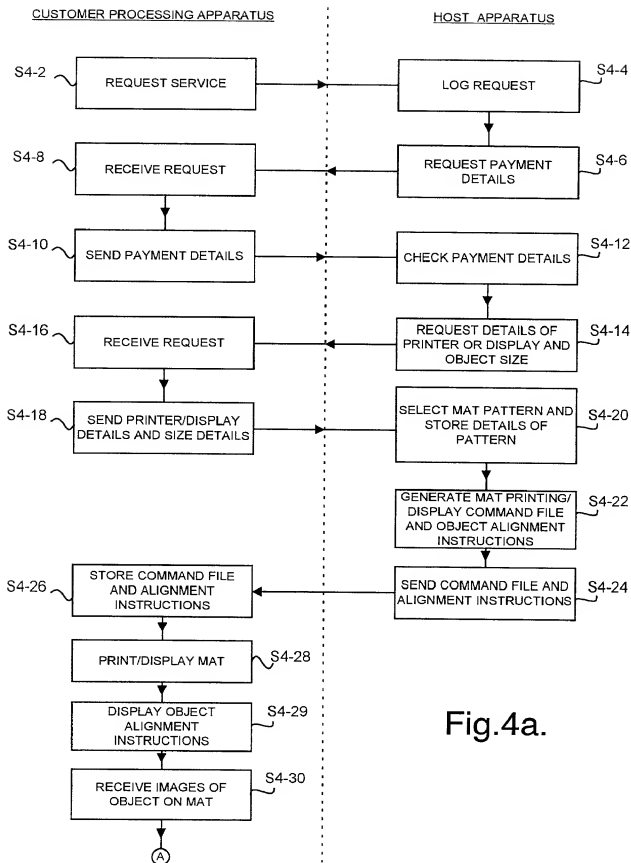 CUSTOMER PROCESSING APPARATUS
HOST APPARATUS
S4-2
REQUEST SERVICE
LOG REQUEST
S4-4
S4-8
RECEIVE REQUEST
REQUEST PAYMENT
DETAILS
S4-6
S4-10
SEND PAYMENT DETAILS
CHECK PAYMENT DETAILS
S4-12
S4-16
RECEIVE REQUEST
REQUEST DETAILS OF
PRINTER OR DISPLAY AND
OBJECT SIZE
S4-14
S4-18
SEND PRINTER/DISPLAY
DETAILS AND SIZE DETAILS
SELECT MAT PATTERN AND
STORE DETAILS OF
PATTERN
S4-20
GENERATE MAT PRINTING/
DISPLAY COMMAND FILE
AND OBJECT ALIGNMENT
INSTRUCTIONS
S4-22
S4-26
STORE COMMAND FILE
AND ALIGNMENT
INSTRUCTIONS
SEND COMMAND FILE AND
ALIGNMENT INSTRUCTIONS
S4-24
PRINT/DISPLAY MAT
S4-28
DISPLAY OBJECT
ALIGNMENT
INSTRUCTIONS
S4-29
RECEIVE IMAGES OF
OBJECT ON MAT
S4-30
A
Fig.4a.